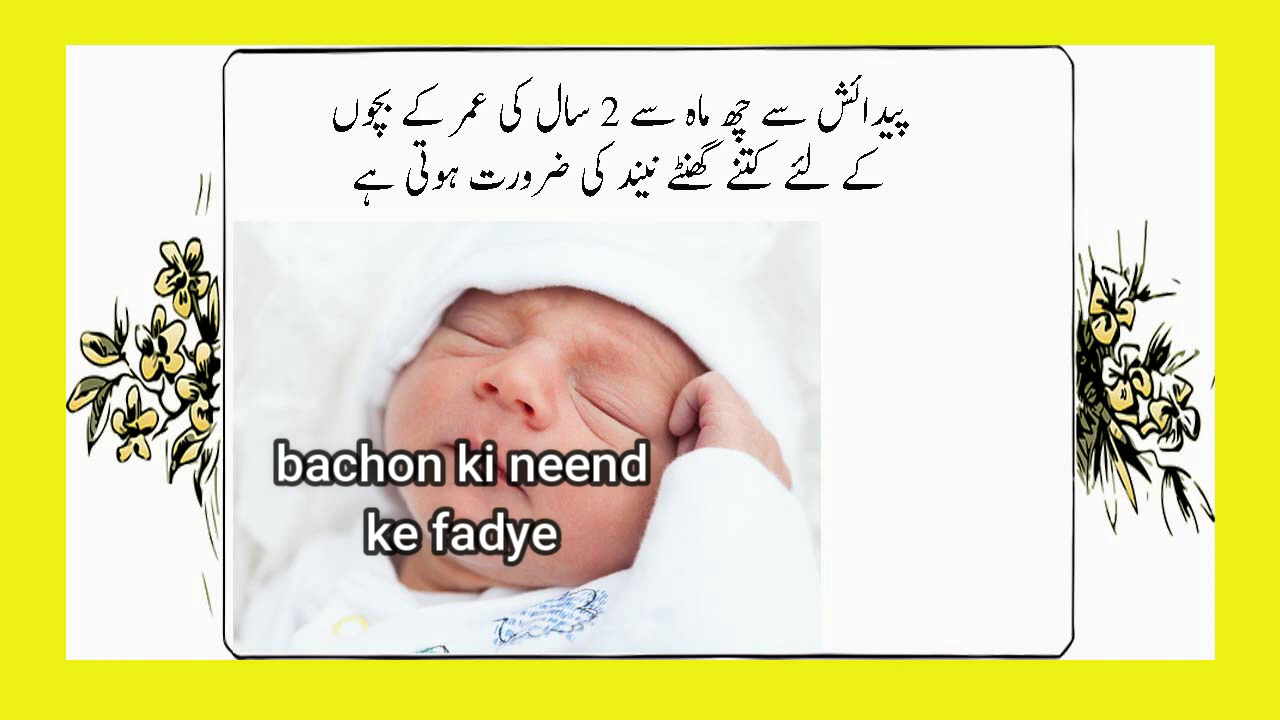 پیدائش سے چھ ماہ سے 2 سال کی عمر کے بچوں
کے لئے کتنے گھنٹے نیند کی ضرورت ہوتی ہے
bachon ki neend
ke fadye